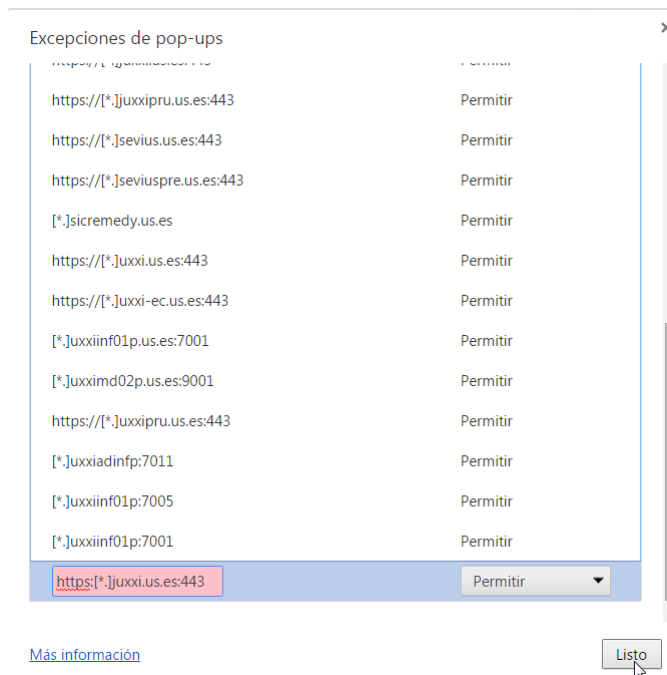 Excepciones de pop-ups
https://[*.]juxxipru.us.es:443 Permitir
https://[*.]sevius.us.es:443 Permitir
https://[*.]seviuspre.us.es:443 Permitir
[*.]sicremedy.us.es Permitir
https://[*.]uxxi.us.es:443 Permitir
https://[*.]uxxi-ec.us.es:443 Permitir
[*.]uxxiinf01p.us.es:7001 Permitir
[*.]uxximd02p.us.es:9001 Permitir
https://[*.]uxxipru.us.es:443 Permitir
[*.]uxxiadinfp:7011 Permitir
[*.]uxxiinf01p:7005 Permitir
[*.]uxxiinf01p:7001 Permitir
https:[*.]juxxi.us.es:443 Permitir
Más información Listo